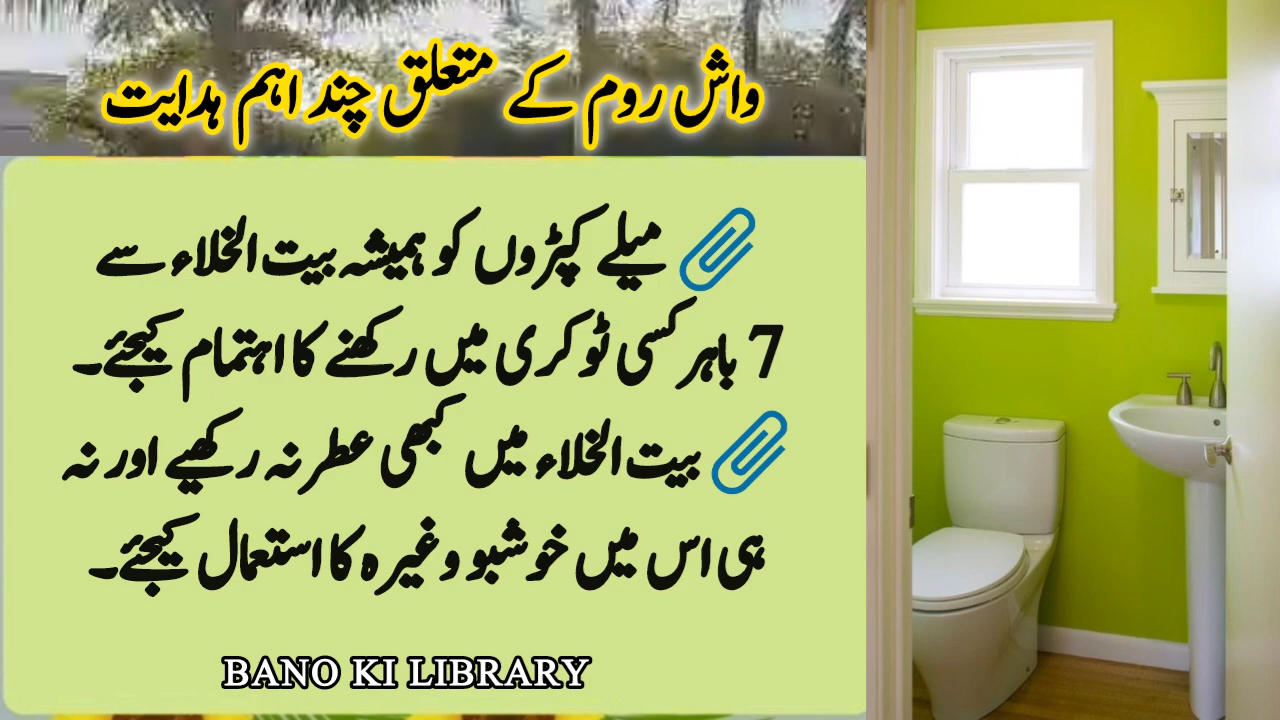 واش روم کے متعلق چند اہم ہدایت
میلے کپڑوں کو ہمیشہ بیت الخلاء سے
7 باہر کسی ٹوکری میں رکھنے کا اہتمام کیجئے۔
بیت الخلاء میں کبھی عطر نہ رکھیے اور نہ
ہی اس میں خوشبو وغیرہ کا استعمال کیجئے۔
BANO KI LIBRARY